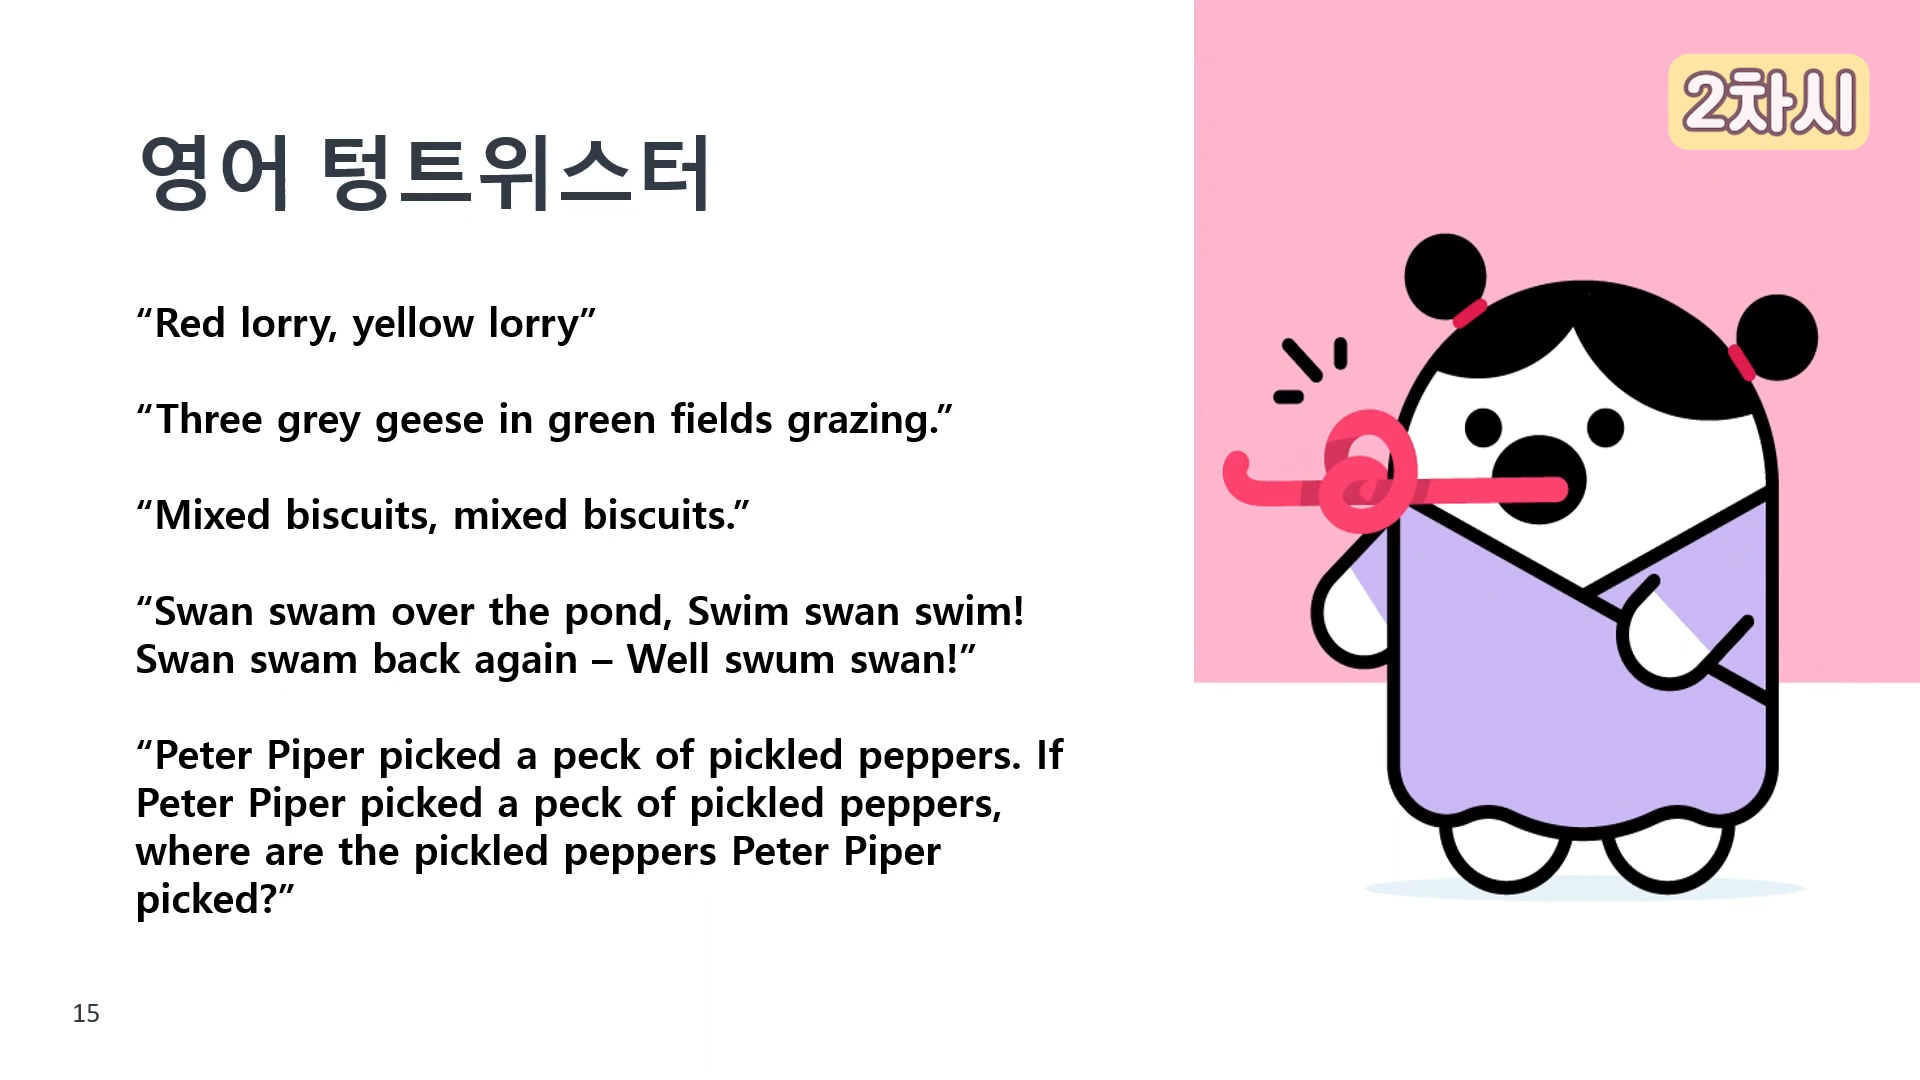 2차시
영어 텅트위스터
“Red lorry, yellow lorry”
“Three grey geese in green fields grazing.”
“Mixed biscuits, mixed biscuits.”
“Swan swam over the pond, Swim swan swim!
Swan swam back again – Well swum swan!”
“Peter Piper picked a peck of pickled peppers. If
Peter Piper picked a peck of pickled peppers,
where are the pickled peppers Peter Piper
picked?”
15